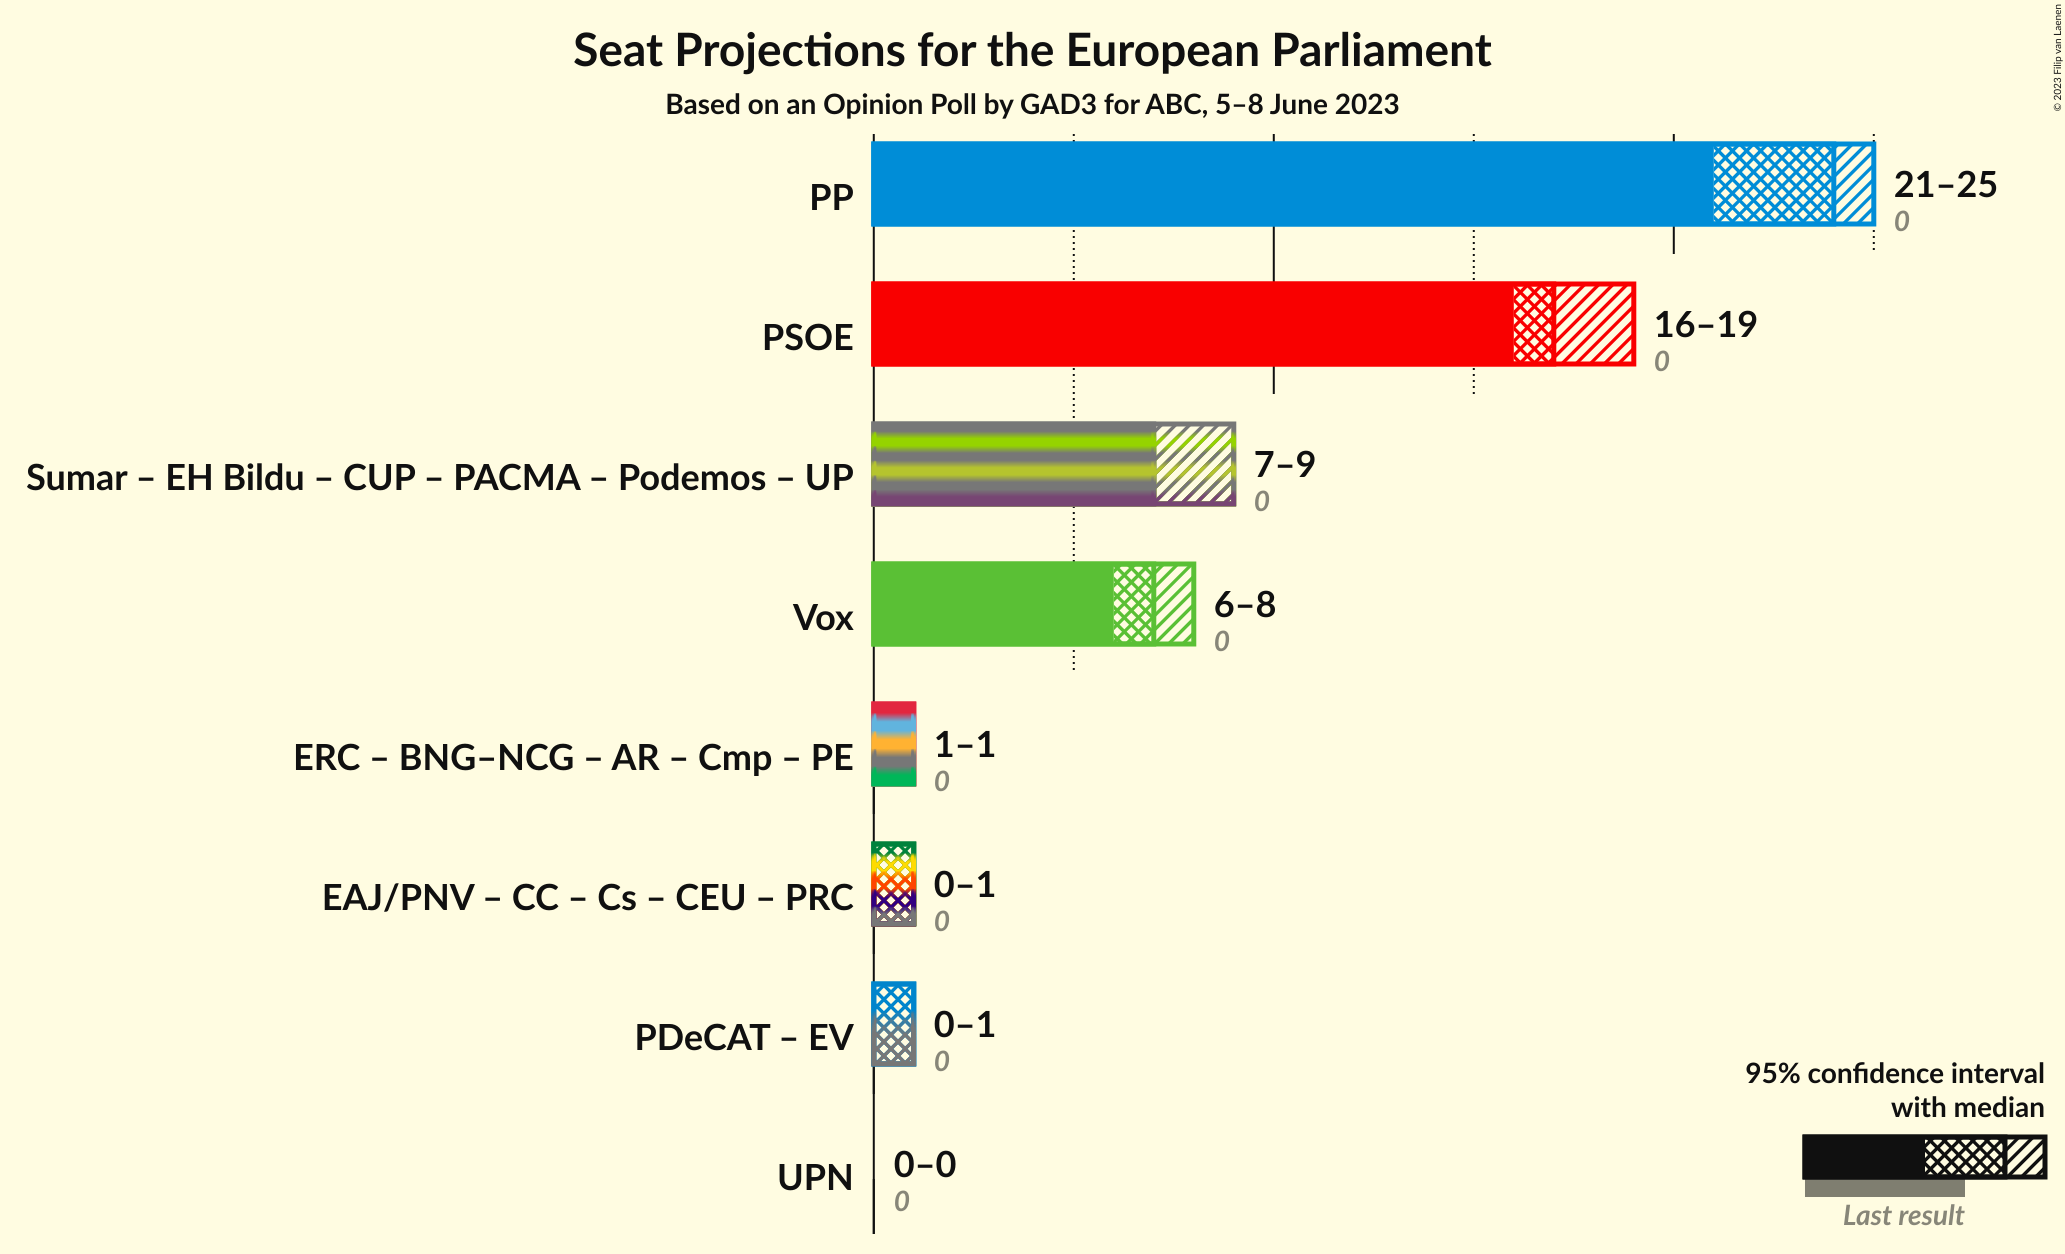 Seat Projections for the European Parliament
Based on an Opinion Poll by GAD3 for ABC, 5–8 June 2023
© 2023 Filip van Laenen
PP
21–25
0
PSOE
16–19
0
Sumar – EH Bildu – CUP – PACMA – Podemos – UP
7–9
0
Vox
6–8
0
ERC – BNG–NCG – AR – Cmp – PE
1–1
0
EAJ/PNV – CC – Cs – CEU – PRC
0–1
0
PDeCAT – EV
0–1
0
UPN
0–0
0
95% confidence interval
with median
Last result